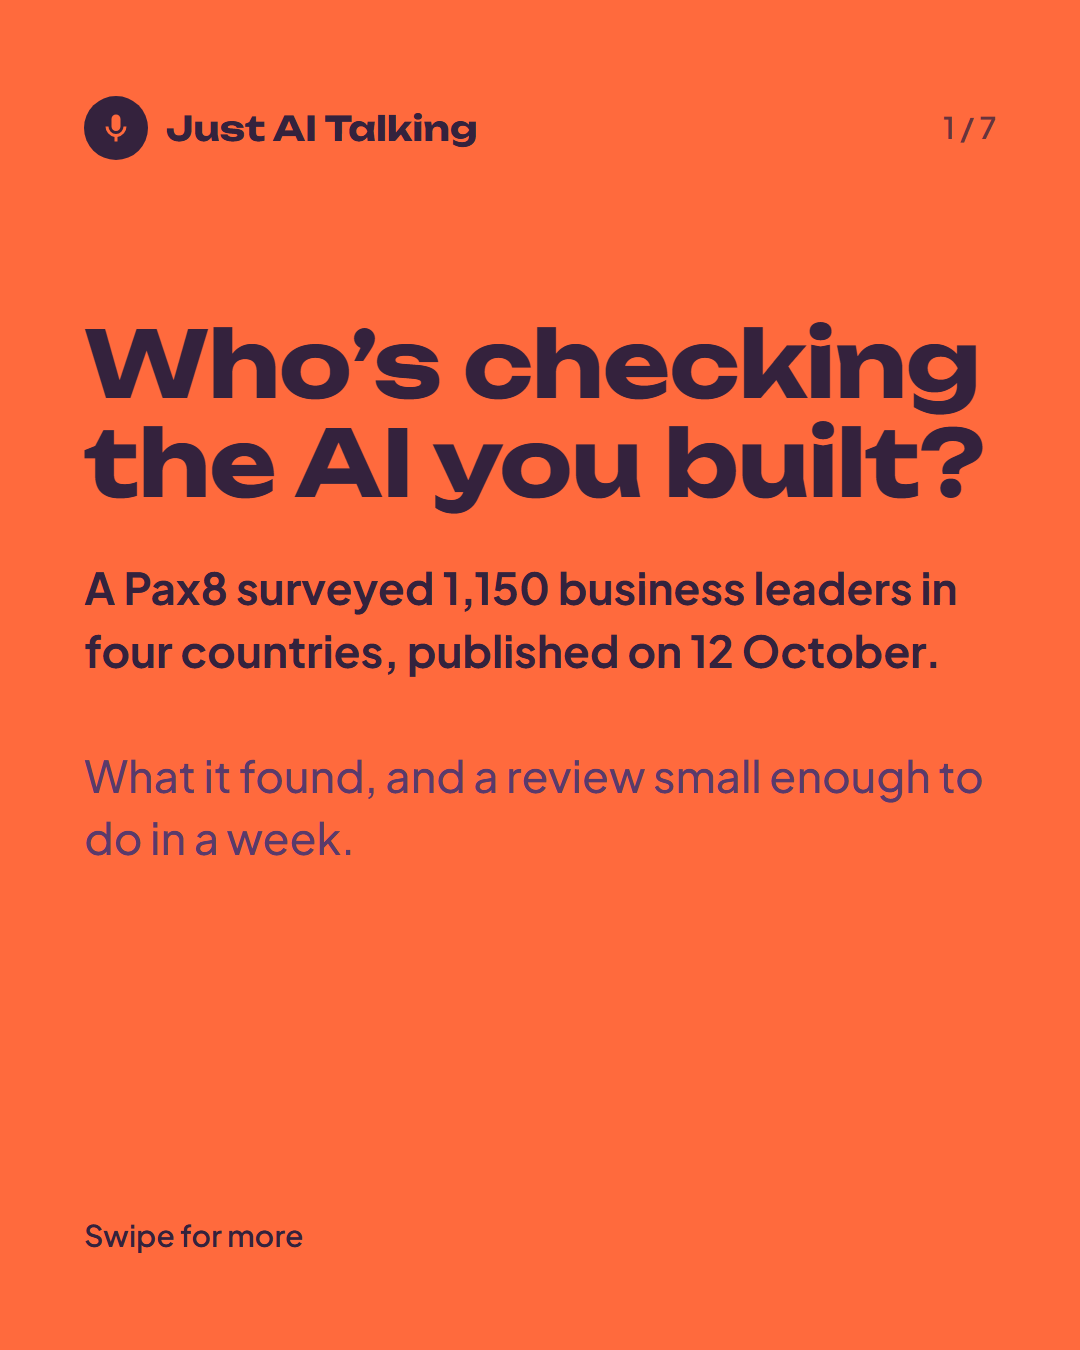 Just AI Talking
1 / 7
Who’s checking
the AI you built?
A Pax8 surveyed 1,150 business leaders in
four countries, published on 12 October.
What it found, and a review small enough to
do in a week.
Swipe for more